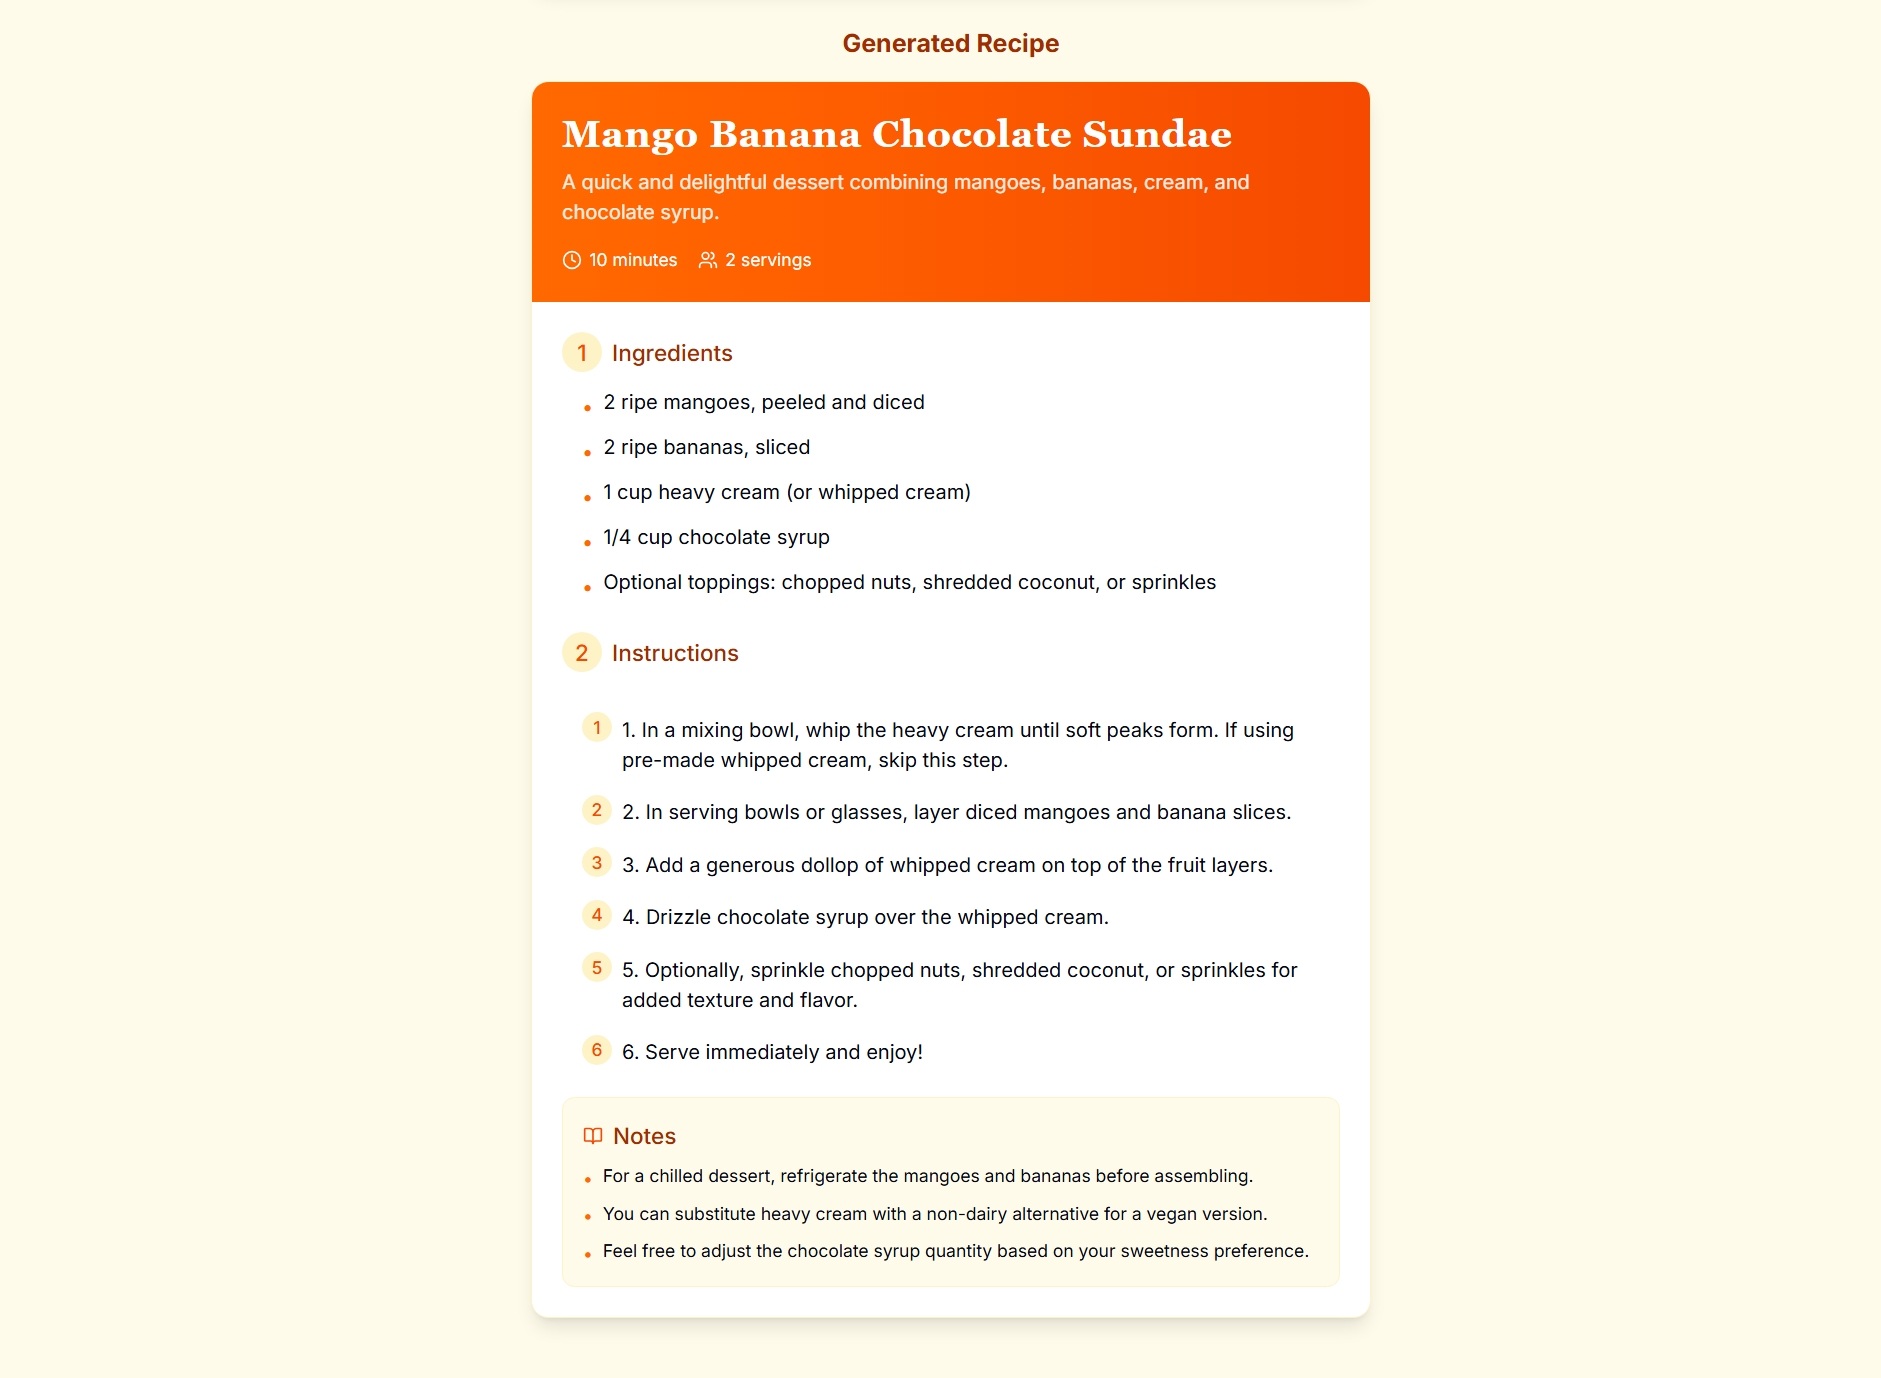 Generated Recipe
Mango Banana Chocolate Sundae
A quick and delightful dessert combining mangoes, bananas, cream, and
chocolate syrup.
10 minutes 2 servings
1 Ingredients
• 2 ripe mangoes, peeled and diced
• 2 ripe bananas, sliced
• 1 cup heavy cream (or whipped cream)
• 1/4 cup chocolate syrup
• Optional toppings: chopped nuts, shredded coconut, or sprinkles
2 Instructions
1 1. In a mixing bowl, whip the heavy cream until soft peaks form. If using
pre-made whipped cream, skip this step.
2 2. In serving bowls or glasses, layer diced mangoes and banana slices.
3 3. Add a generous dollop of whipped cream on top of the fruit layers.
4 4. Drizzle chocolate syrup over the whipped cream.
5 5. Optionally, sprinkle chopped nuts, shredded coconut, or sprinkles for
added texture and flavor.
6 6. Serve immediately and enjoy!
Notes
• For a chilled dessert, refrigerate the mangoes and bananas before assembling.
• You can substitute heavy cream with a non-dairy alternative for a vegan version.
• Feel free to adjust the chocolate syrup quantity based on your sweetness preference.